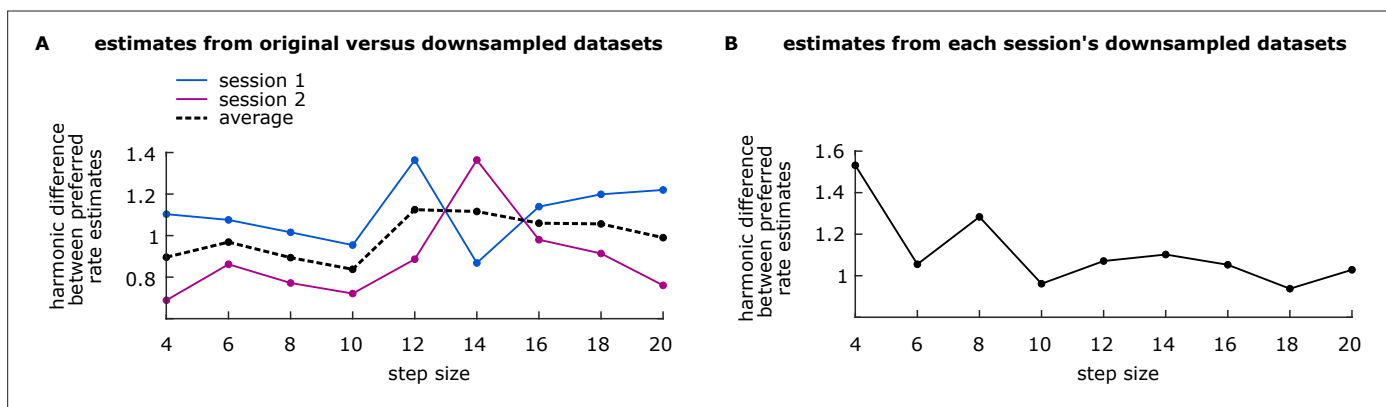 A estimates from original versus downsampled datasets
session 1
session 2
average
harmonic difference
between preferred
rate estimates
1.4
1.2
1
0.8
4 6 8 10 12 14 16 18 20
step size
B estimates from each session's downsampled datasets
harmonic difference
between preferred
rate estimates
1.6
1.4
1.2
1
4 6 8 10 12 14 16 18 20
step size